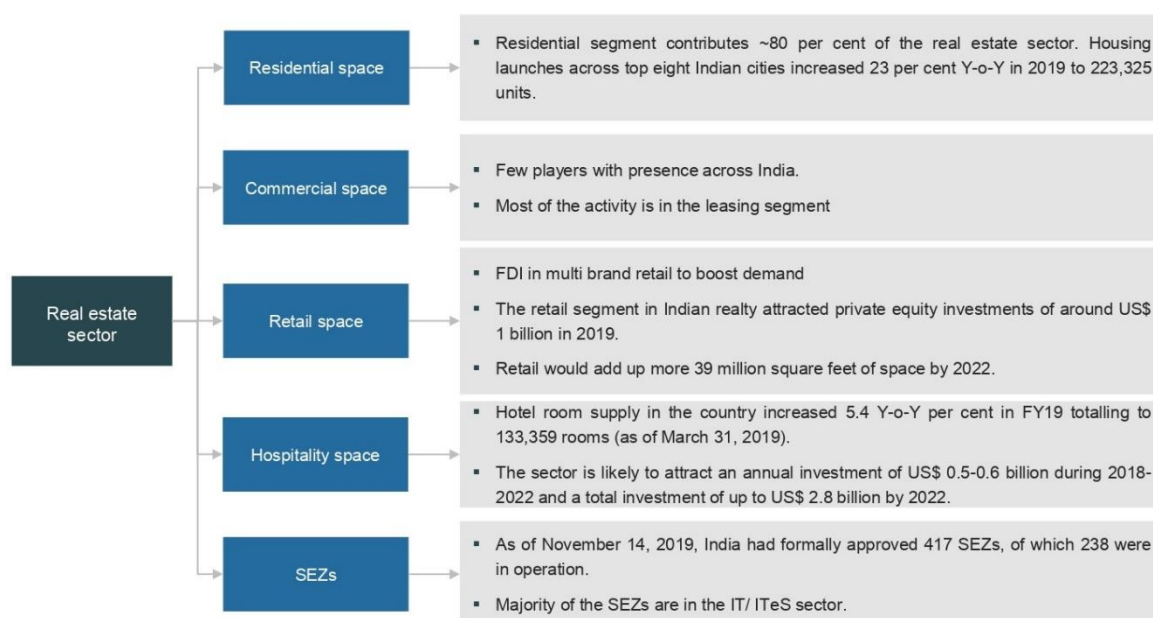 Real estate
sector
Residential space
▪ Residential segment contributes ~80 per cent of the real estate sector. Housing
launches across top eight Indian cities increased 23 per cent Y-o-Y in 2019 to 223,325
units.
Commercial space
▪ Few players with presence across India.
▪ Most of the activity is in the leasing segment
Retail space
▪ FDI in multi brand retail to boost demand
▪ The retail segment in Indian realty attracted private equity investments of around US$
1 billion in 2019.
▪ Retail would add up more 39 million square feet of space by 2022.
Hospitality space
▪ Hotel room supply in the country increased 5.4 Y-o-Y per cent in FY19 totalling to
133,359 rooms (as of March 31, 2019).
▪ The sector is likely to attract an annual investment of US$ 0.5-0.6 billion during 2018-
2022 and a total investment of up to US$ 2.8 billion by 2022.
SEZs
▪ As of November 14, 2019, India had formally approved 417 SEZs, of which 238 were
in operation.
▪ Majority of the SEZs are in the IT/ ITeS sector.